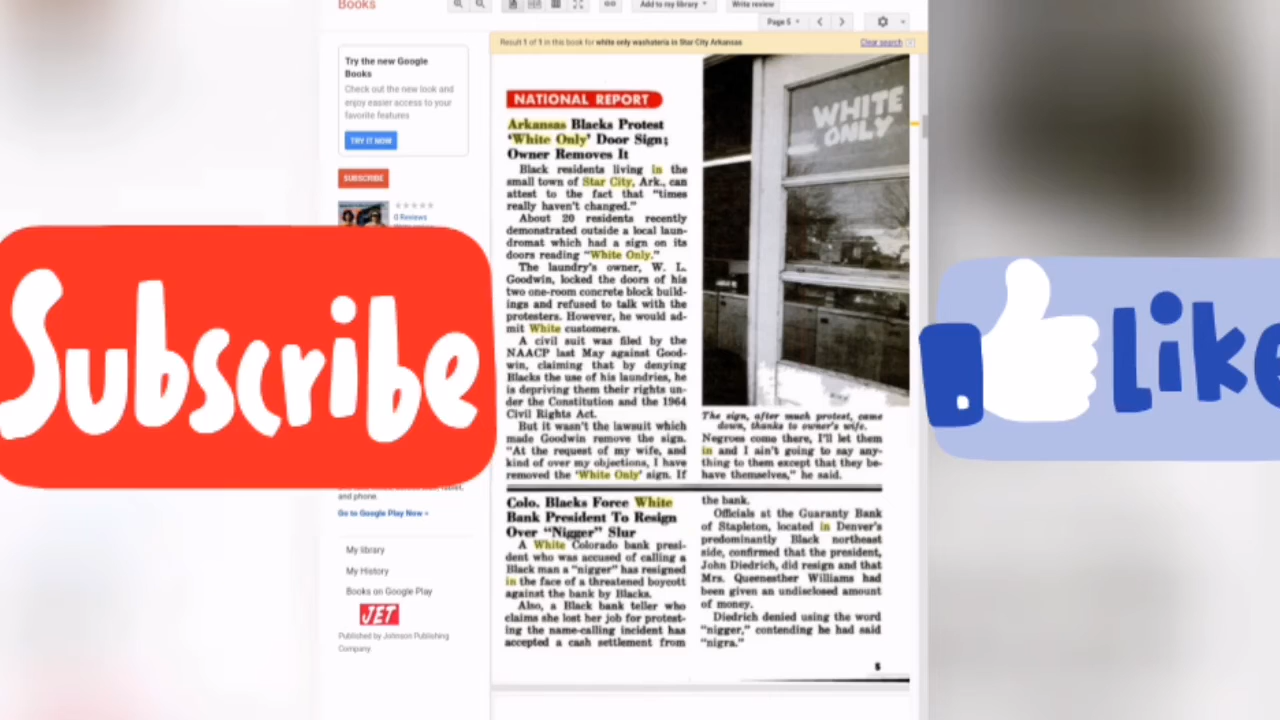 Books
Add to my library
Write review
Page 5
Result 1 of 1 in this book for white only washateria in Star City Arkansas
Clear search
Try the new Google
Books
Check out the new look and
enjoy easier access to your
favorite features
TRY IT NOW
SUBSCRIBE
0 Reviews
and phone.
Go to Google Play Now »
My library
My History
Books on Google Play
JET
Published by Johnson Publishing
Company
NATIONAL REPORT
Arkansas Blacks Protest
'White Only' Door Sign;
Owner Removes It
Black residents living in the
small town of Star City, Ark., can
attest to the fact that "times
really haven't changed."
About 20 residents recently
demonstrated outside a local laun-
dromat which had a sign on its
doors reading "White Only."
The laundry's owner, W. L.
Goodwin, locked the doors of his
two one-room concrete block build-
ings and refused to talk with the
protesters. However, he would ad-
mit White customers.
A civil suit was filed by the
NAACP last May against Good-
win, claiming that by denying
Blacks the use of his laundries, he
is depriving them their rights un-
der the Constitution and the 1964
Civil Rights Act.
But it wasn't the lawsuit which
made Goodwin remove the sign.
"At the request of my wife, and
kind of over my objections, I have
removed the 'White Only' sign. If
WHITE
ONLY
The sign, after much protest, came
down, thanks to owner's wife.
Negroes come there, I'll let them
in and I ain't going to say any-
thing to them except that they be-
have themselves," he said.
Colo. Blacks Force White
Bank President To Resign
Over "Nigger" Slur
A White Colorado bank presi-
dent who was accused of calling a
Black man a "nigger" has resigned
in the face of a threatened boycott
against the bank by Blacks.
Also, a Black bank teller who
claims she lost her job for protest-
ing the name-calling incident has
accepted a cash settlement from
the bank.
Officials at the Guaranty Bank
of Stapleton, located in Denver's
predominantly Black northeast
side, confirmed that the president,
John Diedrich, did resign and that
Mrs. Queenesther Williams had
been given an undisclosed amount
of money.
Diedrich denied using the word
"nigger," contending he had said
"nigra."
5
Subscribe
Like